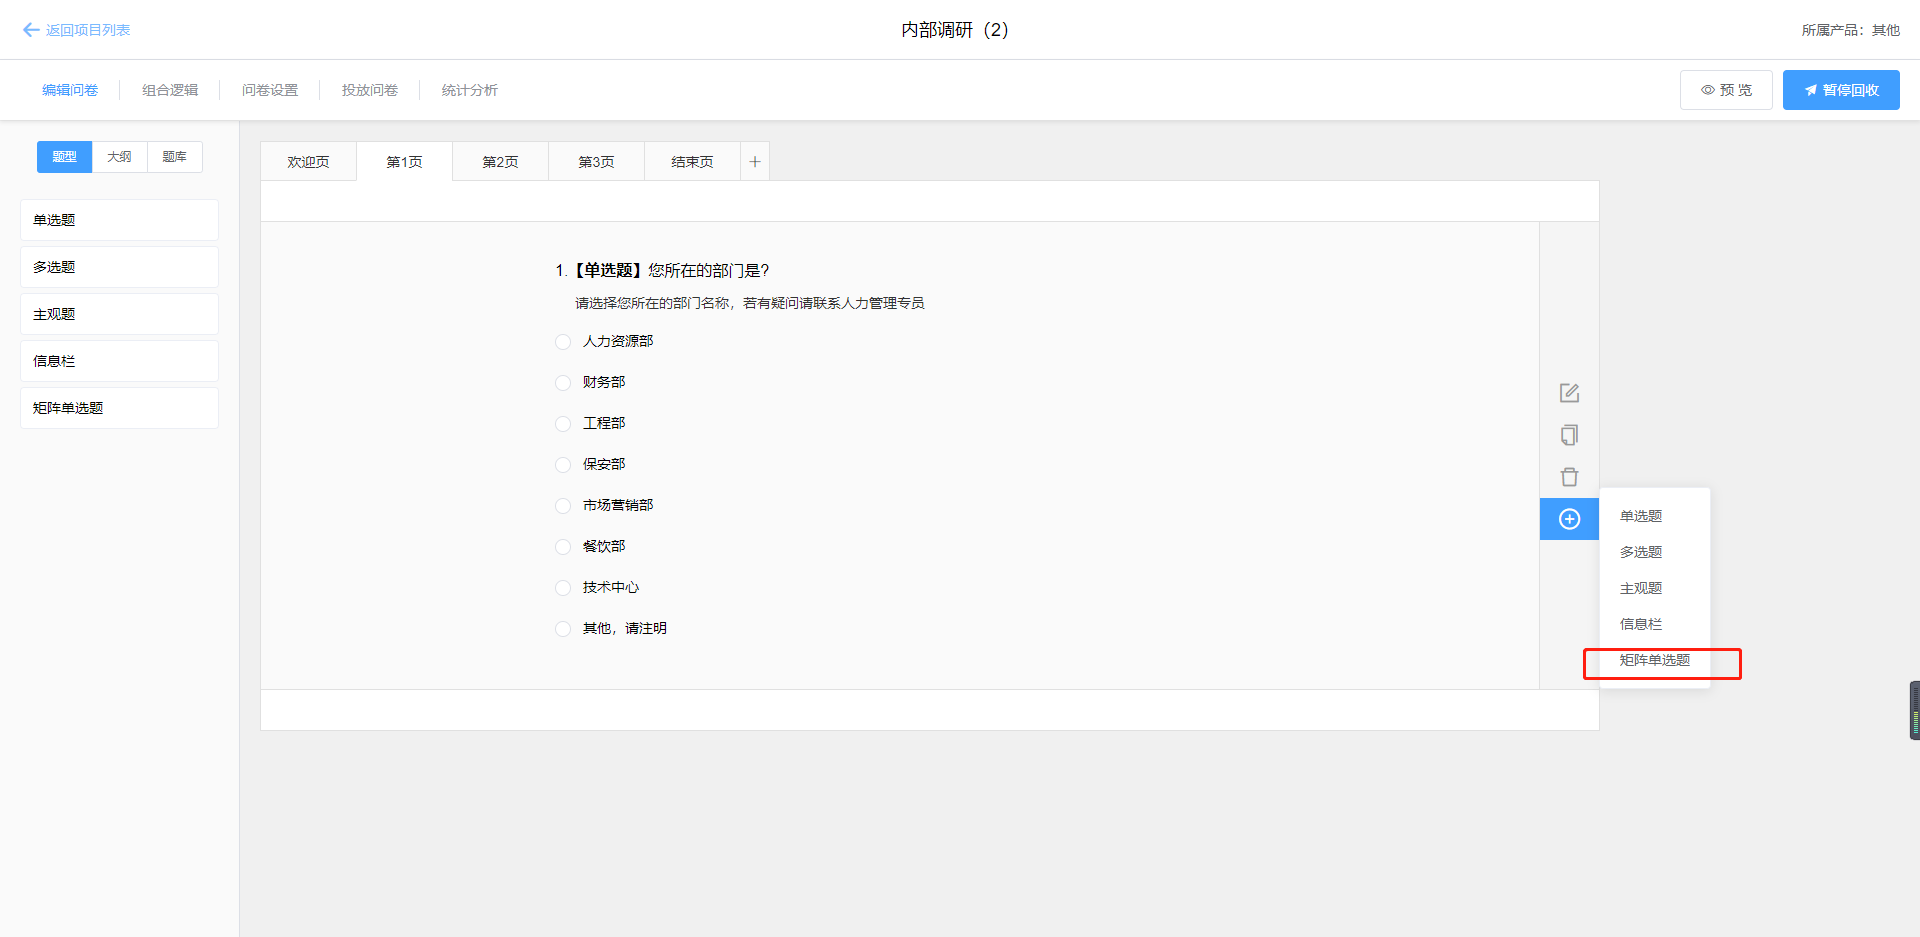 返回项目列表
内部调研（2）
所属产品：其他
编辑问卷
组合逻辑
问卷设置
投放问卷
统计分析
预 览
暂停回收
题型
大纲
题库
欢迎页
第1页
第2页
第3页
结束页
单选题
多选题
主观题
信息栏
矩阵单选题
1.【单选题】您所在的部门是?
请选择您所在的部门名称，若有疑问请联系人力管理专员
人力资源部
财务部
工程部
保安部
市场营销部
餐饮部
技术中心
其他，请注明
单选题
多选题
主观题
信息栏
矩阵单选题